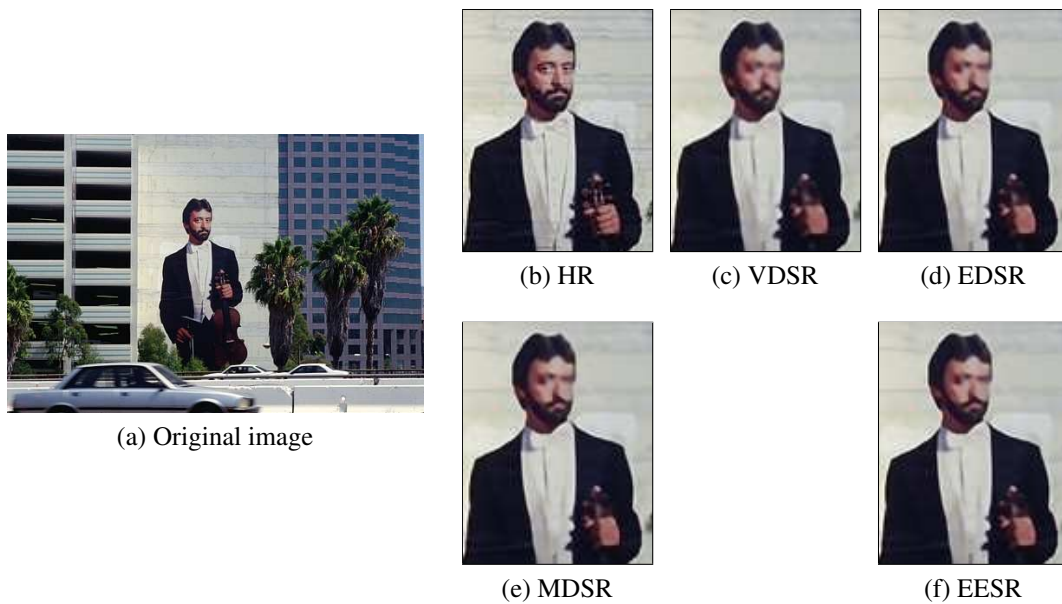 (a) Original image
(b) HR
(c) VDSR
(d) EDSR
(e) MDSR
(f) EESR